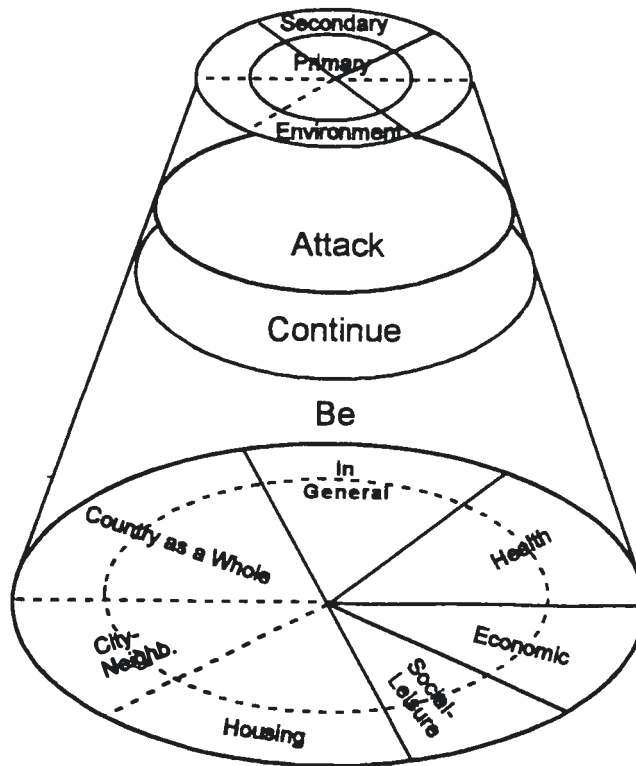 Secondary
Primary
Environment
Attack
Continue
Be
In
General
Country as a Whole
Health
City-
Neighb.
Economic
Social-
Leisure
Housing